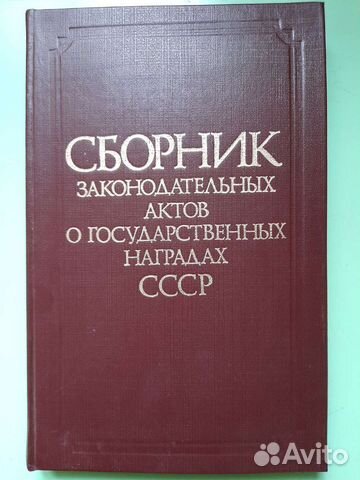 СБОРНИК
ЗАКОНОДАТЕЛЬНЫХ
АКТОВ
О ГОСУДАРСТВЕННЫХ
НАГРАДАХ
СССР
Avito